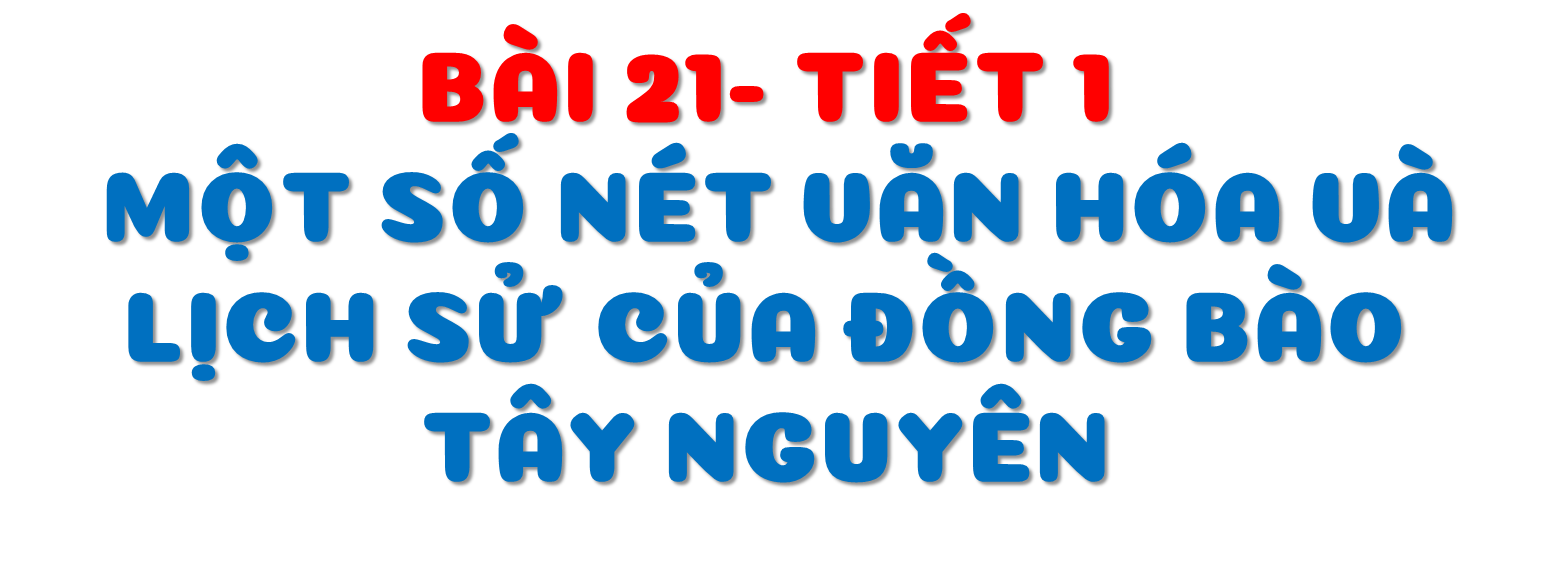 BÀI 21- TIẾT 1
MỘT SỐ NÉT VĂN HÓA VÀ
LỊCH SỬ CỦA ĐỒNG BÀO
TÂY NGUYÊN